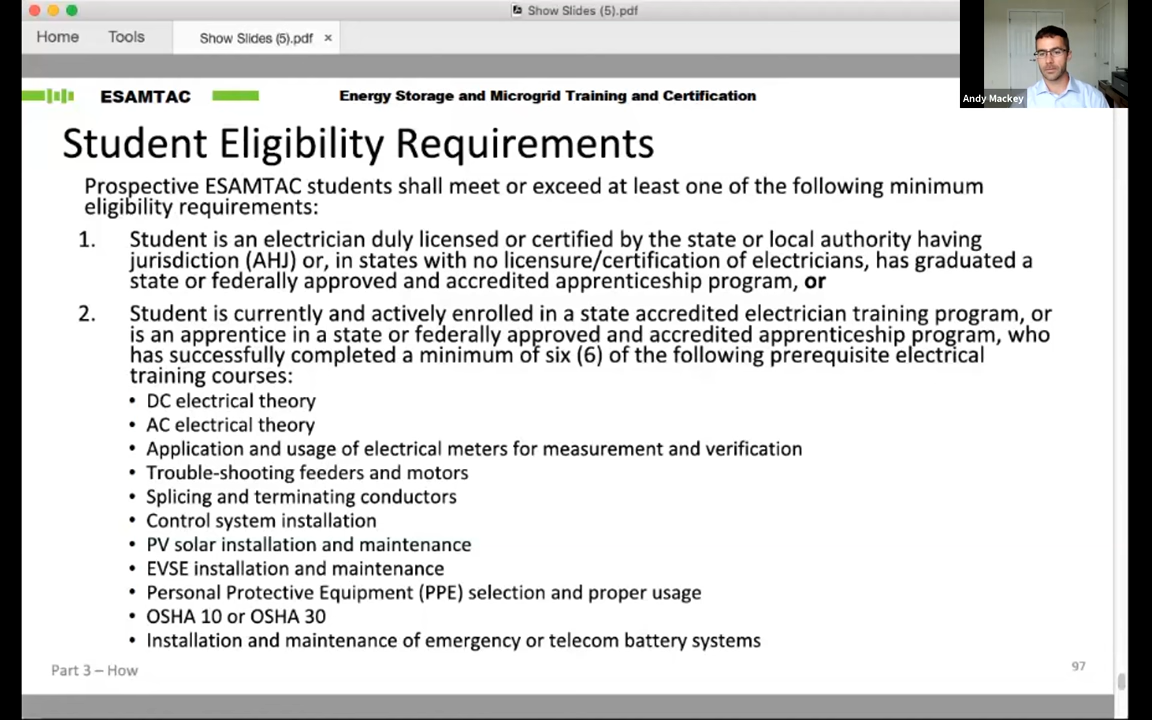 Show Slides (5).pdf
Home
Tools
Show Slides (5).pdf ×
Andy Mackey
ESAMTAC
Energy Storage and Microgrid Training and Certification
Student Eligibility Requirements
Prospective ESAMTAC students shall meet or exceed at least one of the following minimum
eligibility requirements:
1. Student is an electrician duly licensed or certified by the state or local authority having
jurisdiction (AHJ) or, in states with no licensure/certification of electricians, has graduated a
state or federally approved and accredited apprenticeship program, or
2. Student is currently and actively enrolled in a state accredited electrician training program, or
is an apprentice in a state or federally approved and accredited apprenticeship program, who
has successfully completed a minimum of six (6) of the following prerequisite electrical
training courses:
• DC electrical theory
• AC electrical theory
• Application and usage of electrical meters for measurement and verification
• Trouble-shooting feeders and motors
• Splicing and terminating conductors
• Control system installation
• PV solar installation and maintenance
• EVSE installation and maintenance
• Personal Protective Equipment (PPE) selection and proper usage
• OSHA 10 or OSHA 30
• Installation and maintenance of emergency or telecom battery systems
Part 3 – How
97